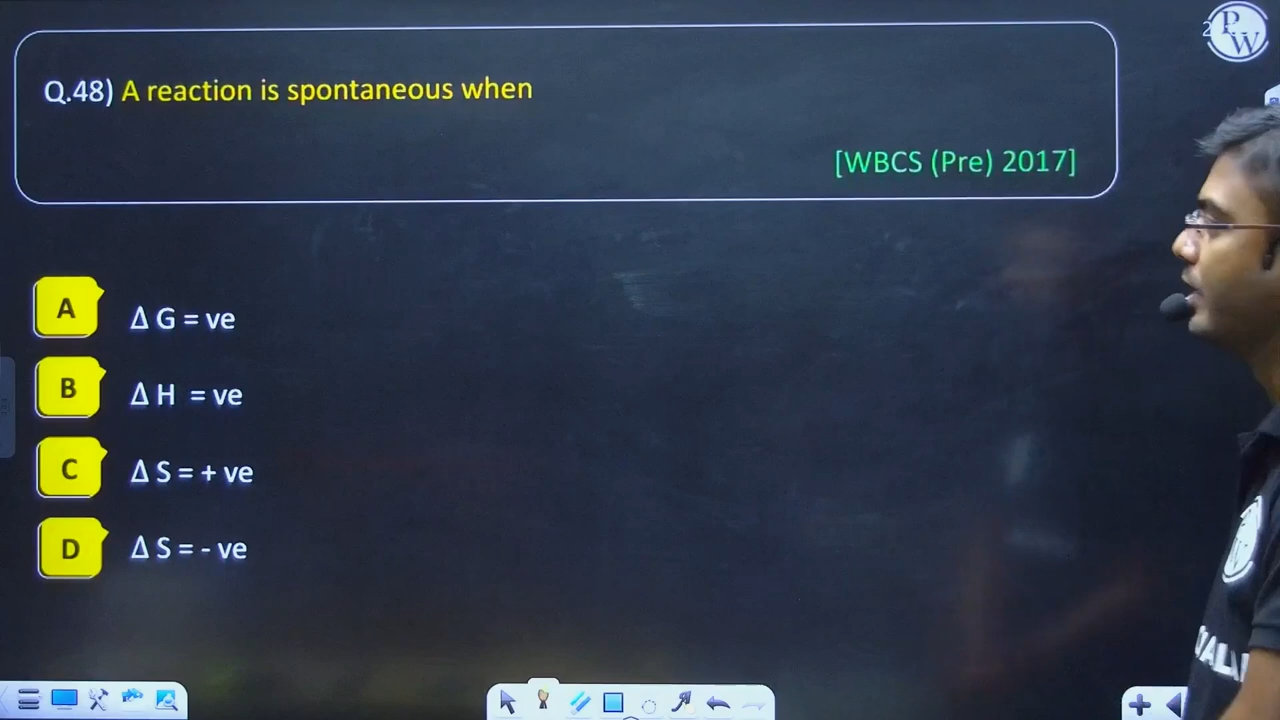 Q.48) A reaction is spontaneous when
[WBCS (Pre) 2017]
A
Δ G = ve
B
Δ H = ve
C
Δ S = + ve
D
Δ S = - ve
P
W